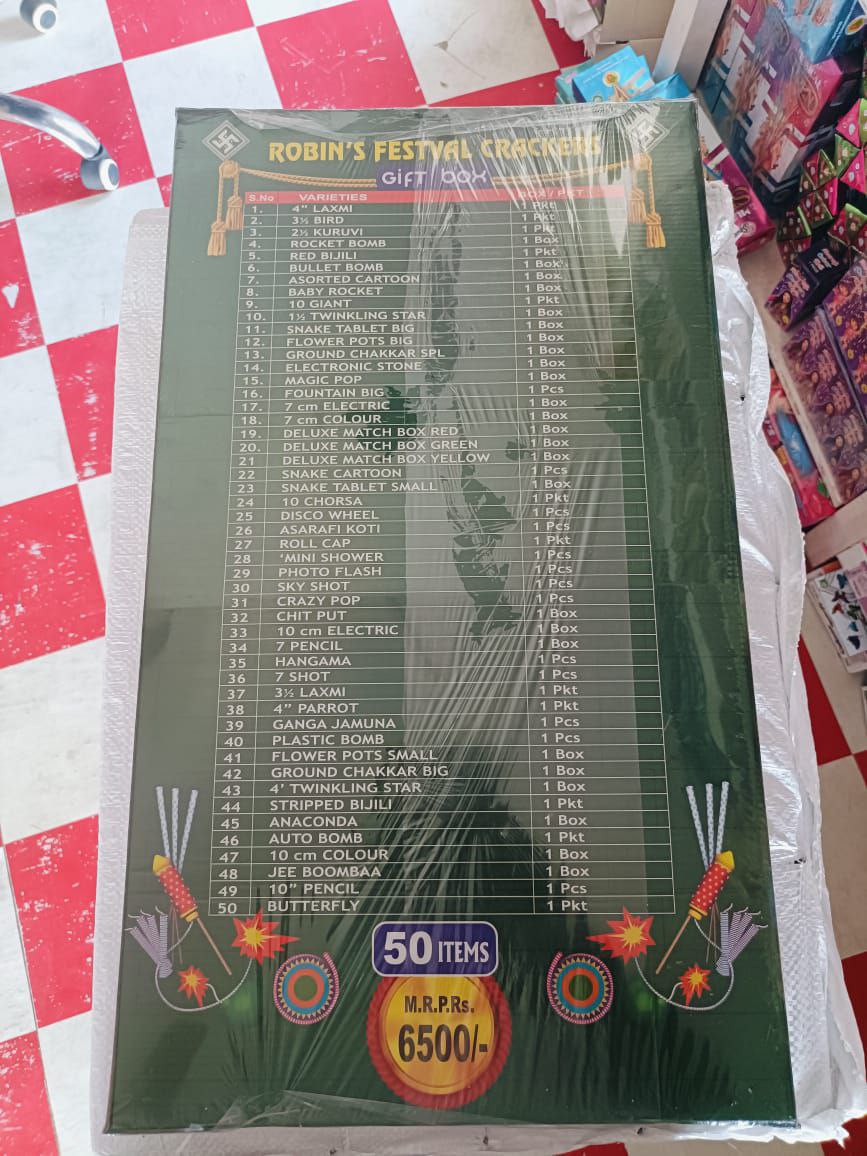 ROBIN'S FESTVAL CRACKERS
GIFT BOX
S.No VARIETIES BOX / PKT
1. 4" LAXMI 1 Pkt
2. 3½ BIRD 1 Pkt
3. 2½ KURUVI 1 Pkt
4. ROCKET BOMB 1 Box
5. RED BIJILI 1 Pkt
6. BULLET BOMB 1 Box
7. ASORTED CARTOON 1 Box
8. BABY ROCKET 1 Box
9. 10 GIANT 1 Pkt
10. 1½ TWINKLING STAR 1 Box
11. SNAKE TABLET BIG 1 Box
12. FLOWER POTS BIG 1 Box
13. GROUND CHAKKAR SPL 1 Box
14. ELECTRONIC STONE 1 Box
15. MAGIC POP 1 Box
16. FOUNTAIN BIG 1 Pcs
17. 7 cm ELECTRIC 1 Box
18. 7 cm COLOUR 1 Box
19. DELUXE MATCH BOX RED 1 Box
20. DELUXE MATCH BOX GREEN 1 Box
21 DELUXE MATCH BOX YELLOW 1 Box
22 SNAKE CARTOON 1 Pcs
23 SNAKE TABLET SMALL 1 Box
24 10 CHORSA 1 Pkt
25 DISCO WHEEL 1 Pcs
26 ASARAFI KOTI 1 Pcs
27 ROLL CAP 1 Pkt
28 'MINI SHOWER 1 Pcs
29 PHOTO FLASH 1 Pcs
30 SKY SHOT 1 Pcs
31 CRAZY POP 1 Pcs
32 CHIT PUT 1 Box
33 10 cm ELECTRIC 1 Box
34 7 PENCIL 1 Box
35 HANGAMA 1 Pcs
36 7 SHOT 1 Pcs
37 3½ LAXMI 1 Pkt
38 4" PARROT 1 Pkt
39 GANGA JAMUNA 1 Pcs
40 PLASTIC BOMB 1 Pcs
41 FLOWER POTS SMALL 1 Box
42 GROUND CHAKKAR BIG 1 Box
43 4' TWINKLING STAR 1 Box
44 STRIPPED BIJILI 1 Pkt
45 ANACONDA 1 Box
46 AUTO BOMB 1 Pkt
47 10 cm COLOUR 1 Box
48 JEE BOOMBAA 1 Box
49 10" PENCIL 1 Pcs
50 BUTTERFLY 1 Pkt
50 ITEMS
M.R.P.Rs.
6500/-